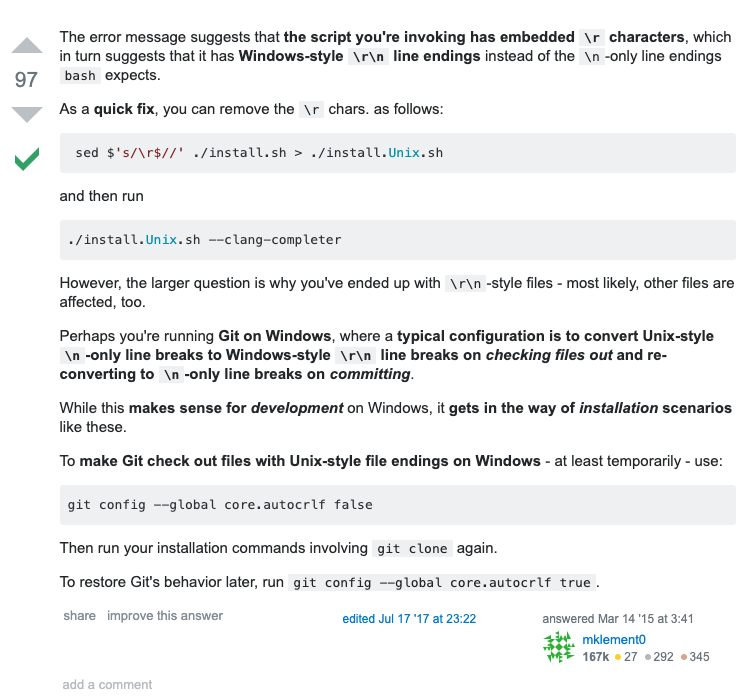 The error message suggests that the script you're invoking has embedded \r characters, which
in turn suggests that it has Windows-style \r\n line endings instead of the \n -only line endings
bash expects.
97
As a quick fix, you can remove the \r chars. as follows:
sed $'s/\r$//' ./install.sh > ./install.Unix.sh
and then run
./install.Unix.sh --clang-completer
However, the larger question is why you've ended up with \r\n -style files - most likely, other files are
affected, too.
Perhaps you're running Git on Windows, where a typical configuration is to convert Unix-style
\n -only line breaks to Windows-style \r\n line breaks on checking files out and re-
converting to \n -only line breaks on committing.
While this makes sense for development on Windows, it gets in the way of installation scenarios
like these.
To make Git check out files with Unix-style file endings on Windows - at least temporarily - use:
git config --global core.autocrlf false
Then run your installation commands involving git clone again.
To restore Git's behavior later, run git config --global core.autocrlf true .
share improve this answer
edited Jul 17 '17 at 23:22
answered Mar 14 '15 at 3:41
mklement0
167k 27 292 345
add a comment